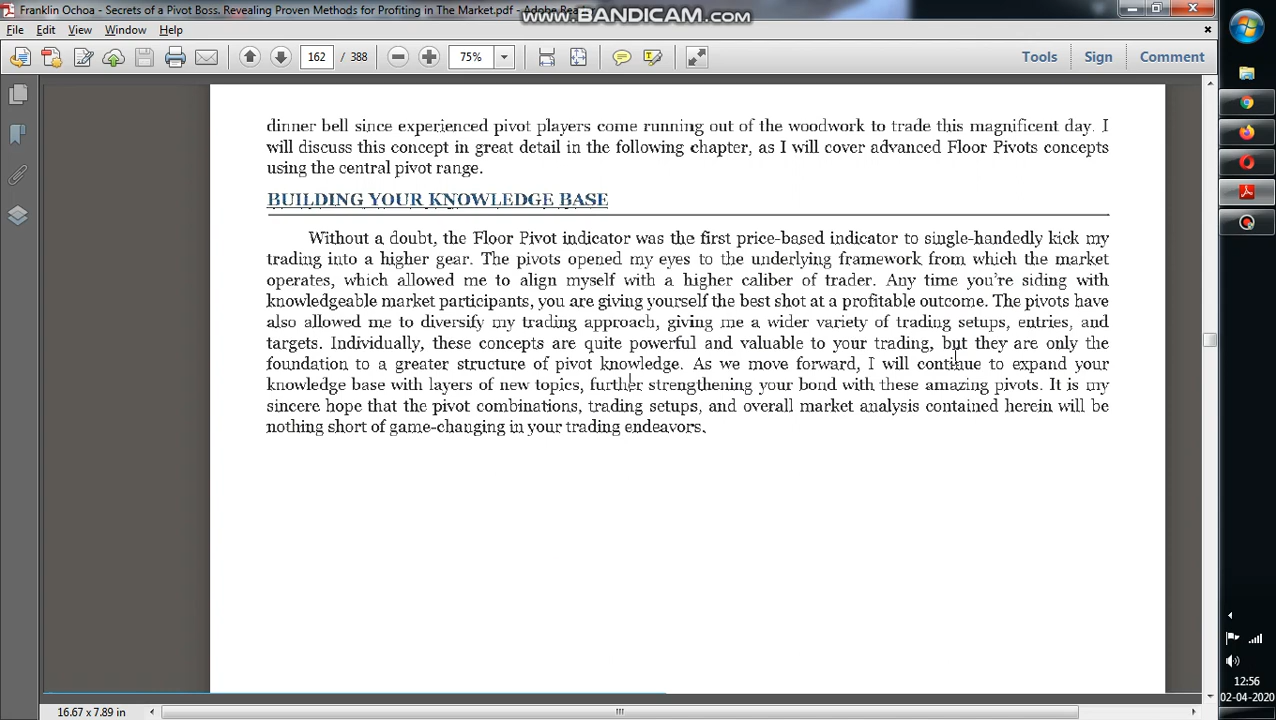 Franklin Ochoa - Secrets of a Pivot Boss. Revealing Proven Methods for Profiting in The Market.pdf - Adobe
www.BANDICAM.com
File Edit View Window Help
162 / 388 75% Tools Sign Comment
dinner bell since experienced pivot players come running out of the woodwork to trade this magnificent day. I
will discuss this concept in great detail in the following chapter, as I will cover advanced Floor Pivots concepts
using the central pivot range.
BUILDING YOUR KNOWLEDGE BASE
Without a doubt, the Floor Pivot indicator was the first price-based indicator to single-handedly kick my
trading into a higher gear. The pivots opened my eyes to the underlying framework from which the market
operates, which allowed me to align myself with a higher caliber of trader. Any time you’re siding with
knowledgeable market participants, you are giving yourself the best shot at a profitable outcome. The pivots have
also allowed me to diversify my trading approach, giving me a wider variety of trading setups, entries, and
targets. Individually, these concepts are quite powerful and valuable to your trading, but they are only the
foundation to a greater structure of pivot knowledge. As we move forward, I will continue to expand your
knowledge base with layers of new topics, further strengthening your bond with these amazing pivots. It is my
sincere hope that the pivot combinations, trading setups, and overall market analysis contained herein will be
nothing short of game-changing in your trading endeavors.
16.67 x 7.89 in
12:56
02-04-2020